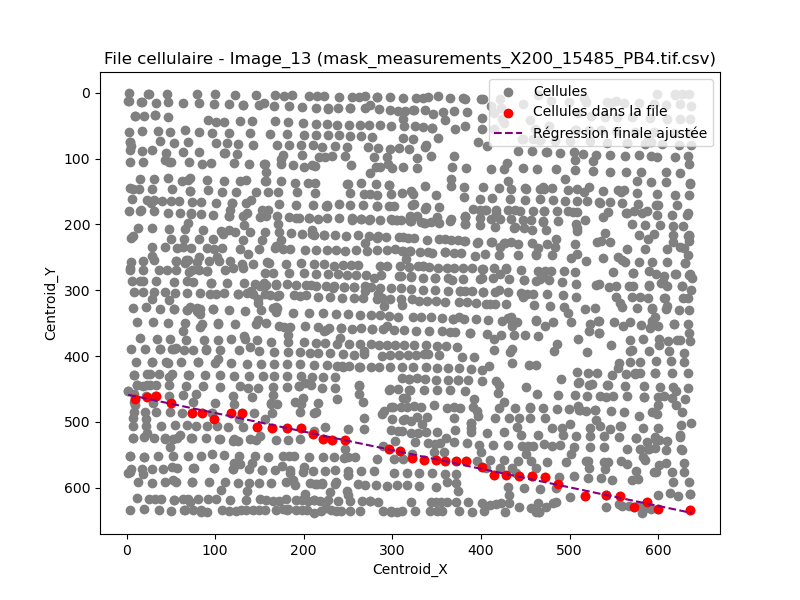 File cellulaire - Image_13 (mask_measurements_X200_15485_PB4.tif.csv)
Cellules
Cellules dans la file
Régression finale ajustée
0
100
200
300
400
500
600
Centroid_Y
0 100 200 300 400 500 600
Centroid_X